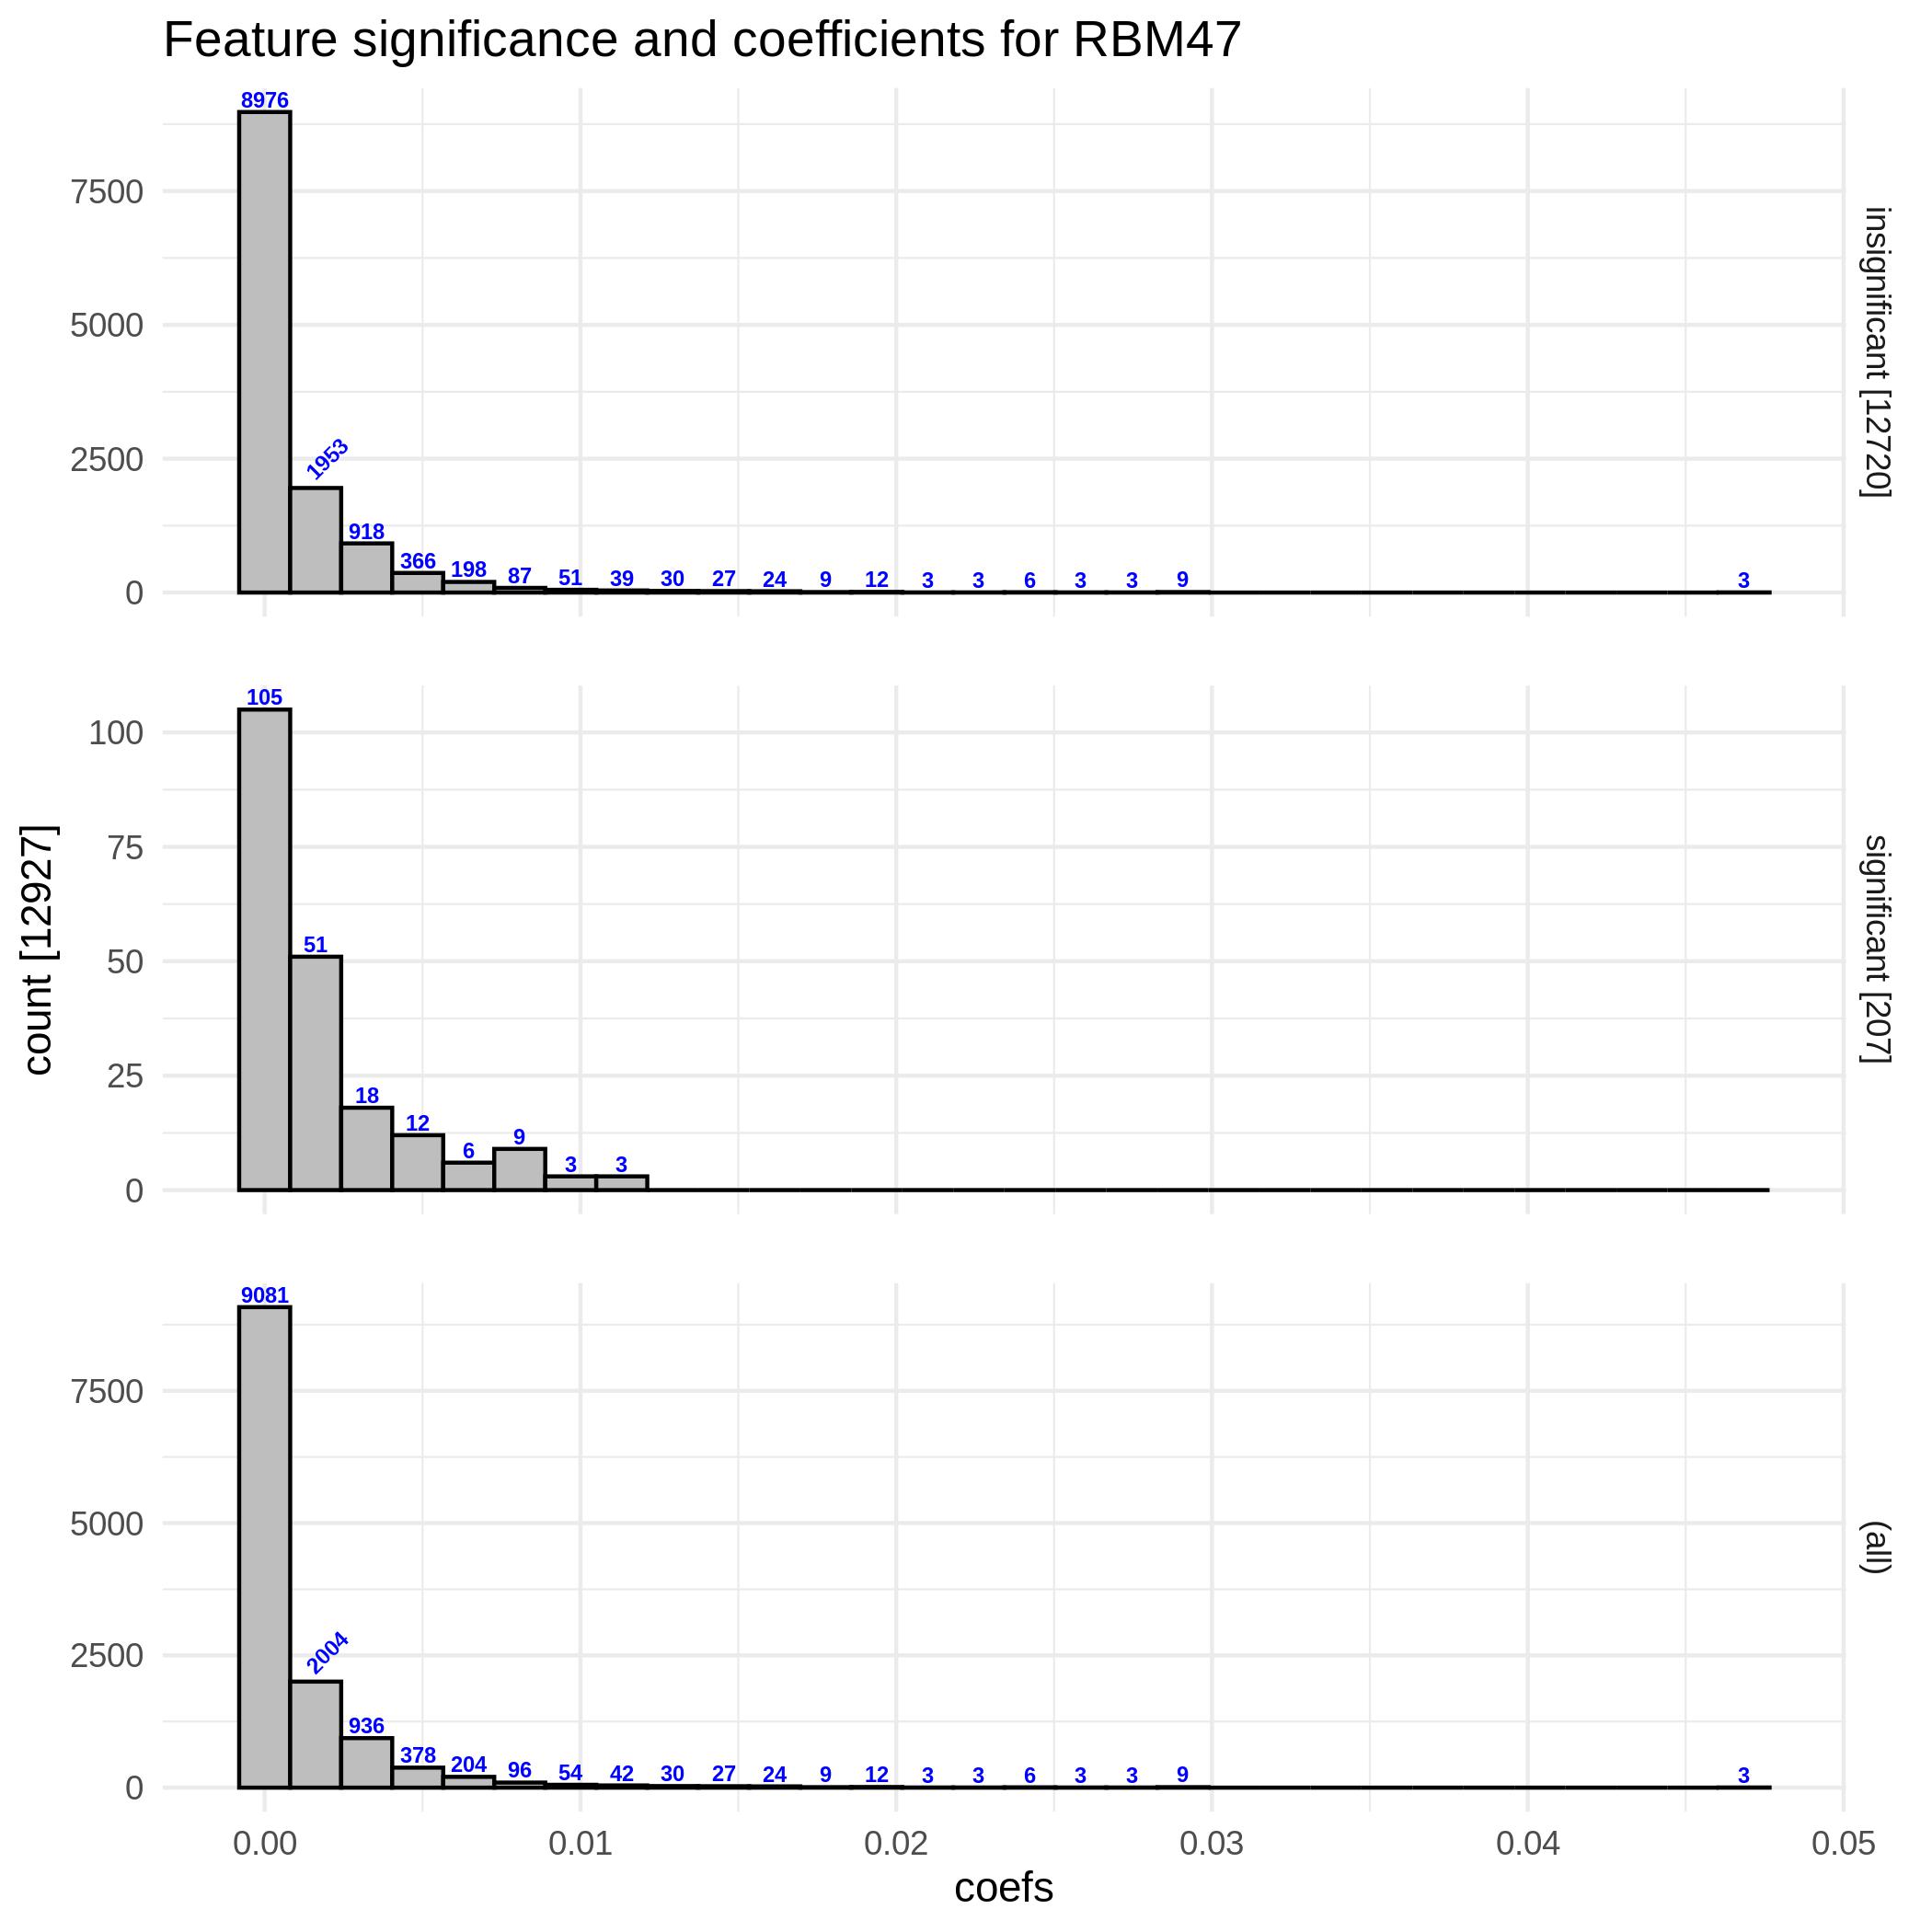 Feature significance and coefficients for RBM47
8976
7500
5000
2500
0
1953
918
366 198 87 51 39 30 27 24 9 12 3 3 6 3 3 9 3
insignificant [12720]
105
100
75
50
25
0
51
18
12
6
9
3 3
significant [207]
count [12927]
9081
7500
5000
2500
0
2004
936
378 204 96 54 42 30 27 24 9 12 3 3 6 3 3 9 3
(all)
0.00 0.01 0.02 0.03 0.04 0.05
coefs